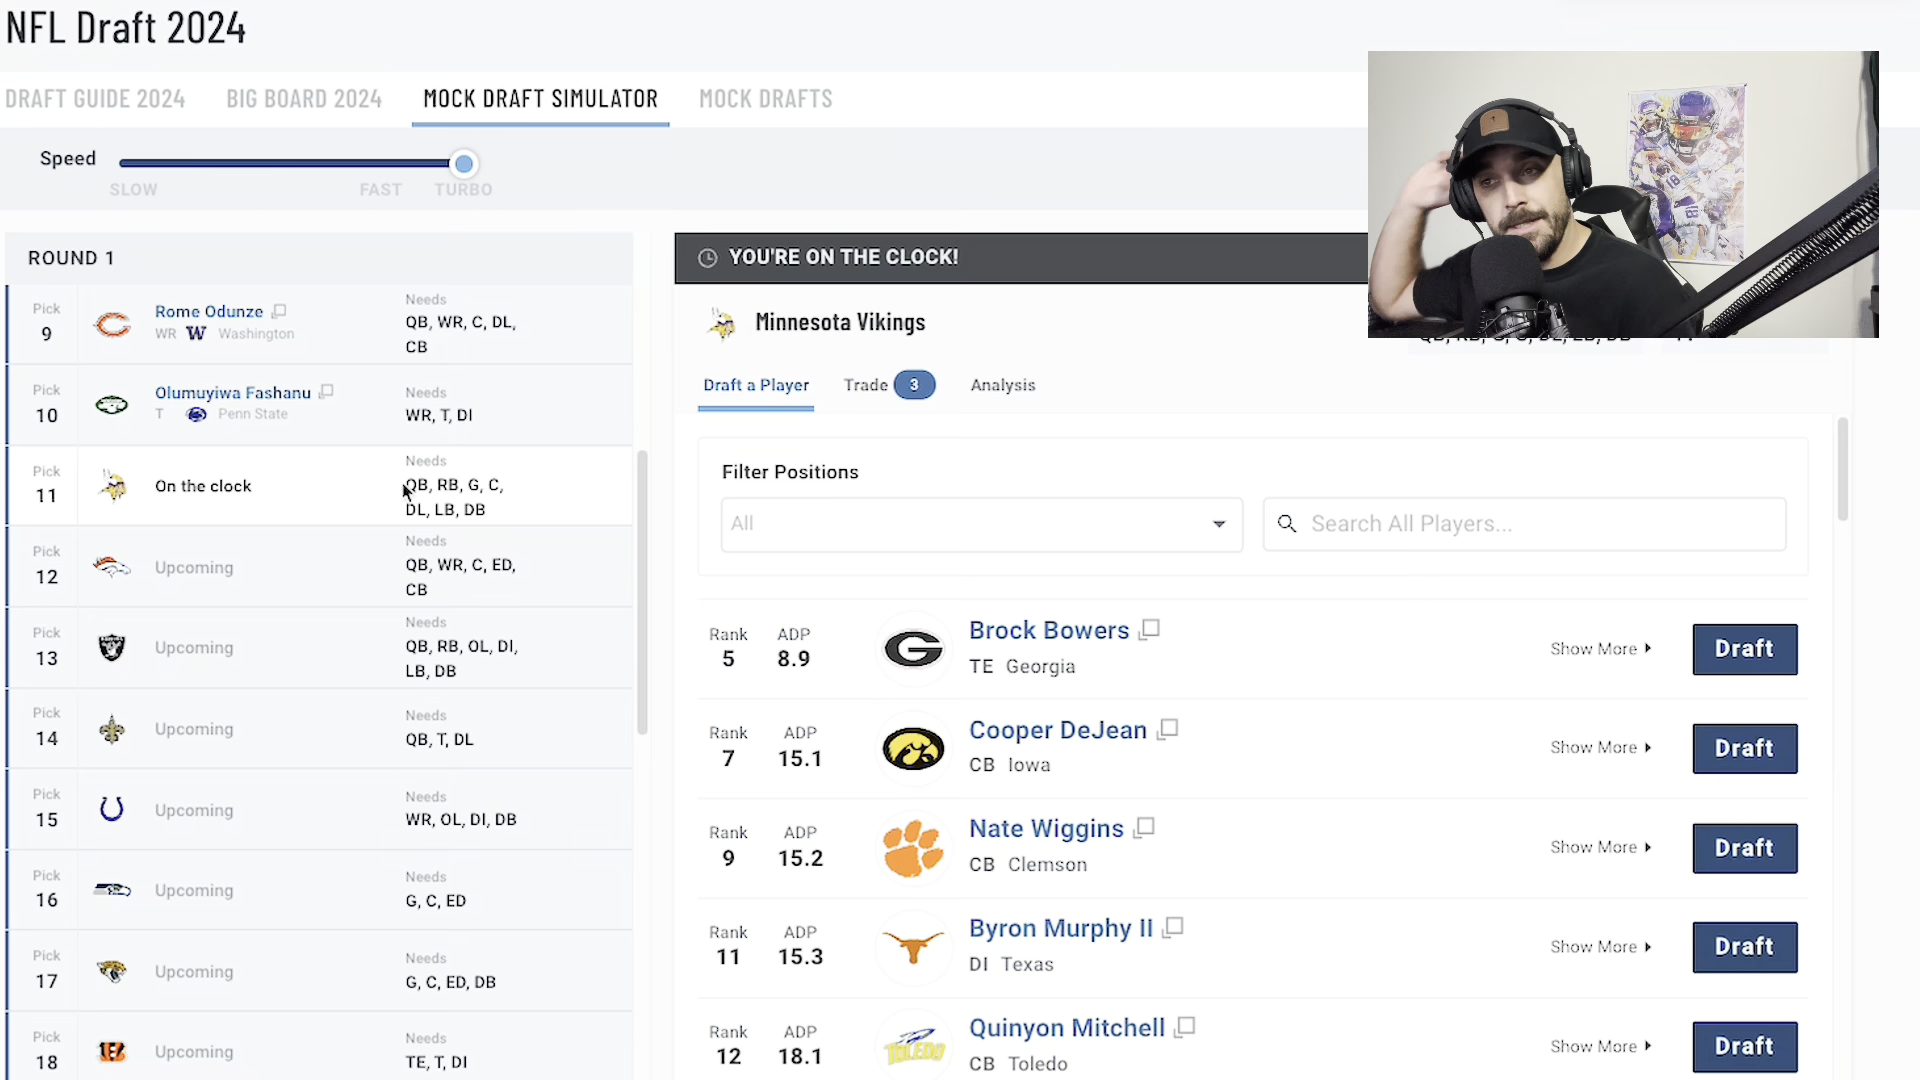 NFL Draft 2024
DRAFT GUIDE 2024
BIG BOARD 2024
MOCK DRAFT SIMULATOR
MOCK DRAFTS
Speed
SLOW
FAST
TURBO
ROUND 1
Pick
9
Rome Odunze
WR W Washington
Needs
QB, WR, C, DL,
CB
Pick
10
Olumuyiwa Fashanu
T Penn State
Needs
WR, T, DI
Pick
11
On the clock
Needs
QB, RB, G, C,
DL, LB, DB
Pick
12
Upcoming
Needs
QB, WR, C, ED,
CB
Pick
13
Upcoming
Needs
QB, RB, OL, DI,
LB, DB
Pick
14
Upcoming
Needs
QB, T, DL
Pick
15
Upcoming
Needs
WR, OL, DI, DB
Pick
16
Upcoming
Needs
G, C, ED
Pick
17
Upcoming
Needs
G, C, ED, DB
Pick
18
Upcoming
Needs
TE, T, DI
YOU'RE ON THE CLOCK!
Minnesota Vikings
Draft a Player
Trade 3
Analysis
Filter Positions
All
Search All Players...
Rank
5
ADP
8.9
G
Brock Bowers
TE Georgia
Show More
Draft
Rank
7
ADP
15.1
Cooper DeJean
CB Iowa
Show More
Draft
Rank
9
ADP
15.2
Nate Wiggins
CB Clemson
Show More
Draft
Rank
11
ADP
15.3
Byron Murphy II
DI Texas
Show More
Draft
Rank
12
ADP
18.1
TOLEDO
Quinyon Mitchell
CB Toledo
Show More
Draft
18